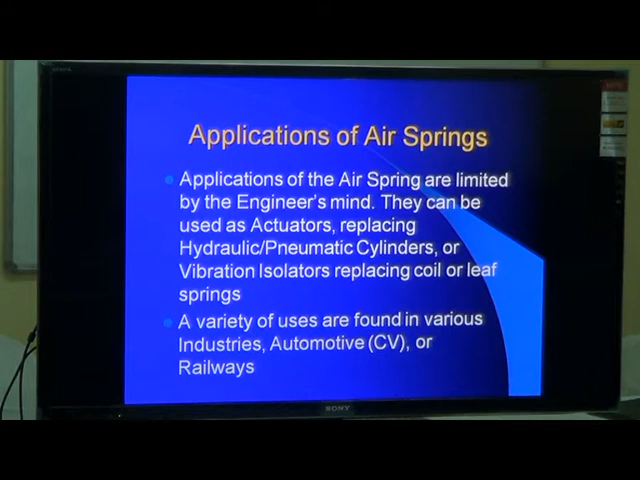 Applications of Air Springs
Applications of the Air Spring are limited
by the Engineer's mind. They can be
used as Actuators, replacing
Hydraulic/Pneumatic Cylinders, or
Vibration Isolators replacing coil or leaf
springs
A variety of uses are found in various
Industries, Automotive (CV), or
Railways
SONY